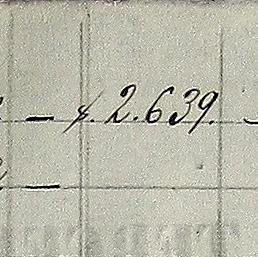 — f. 2.639. —
—